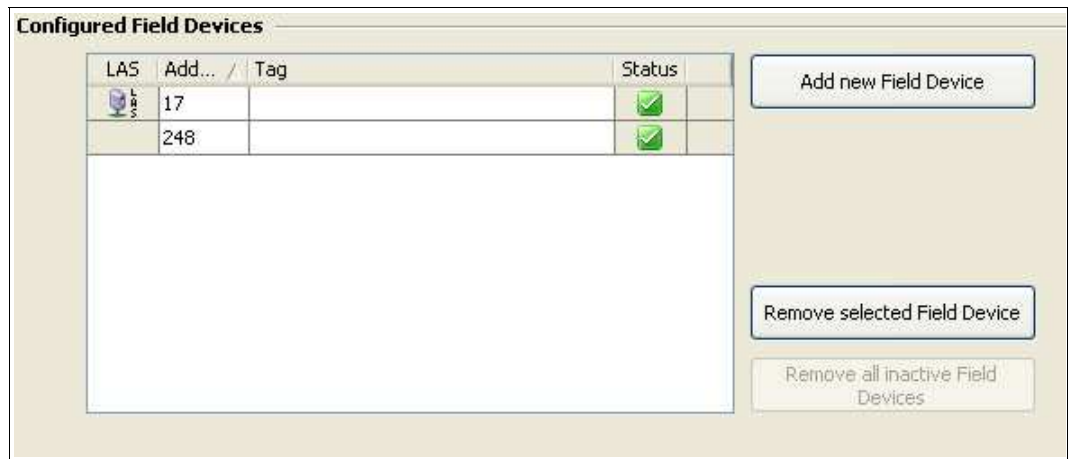 Configured Field Devices
LAS Add... / Tag Status
LAS 17
248
Add new Field Device
Remove selected Field Device
Remove all inactive Field
Devices